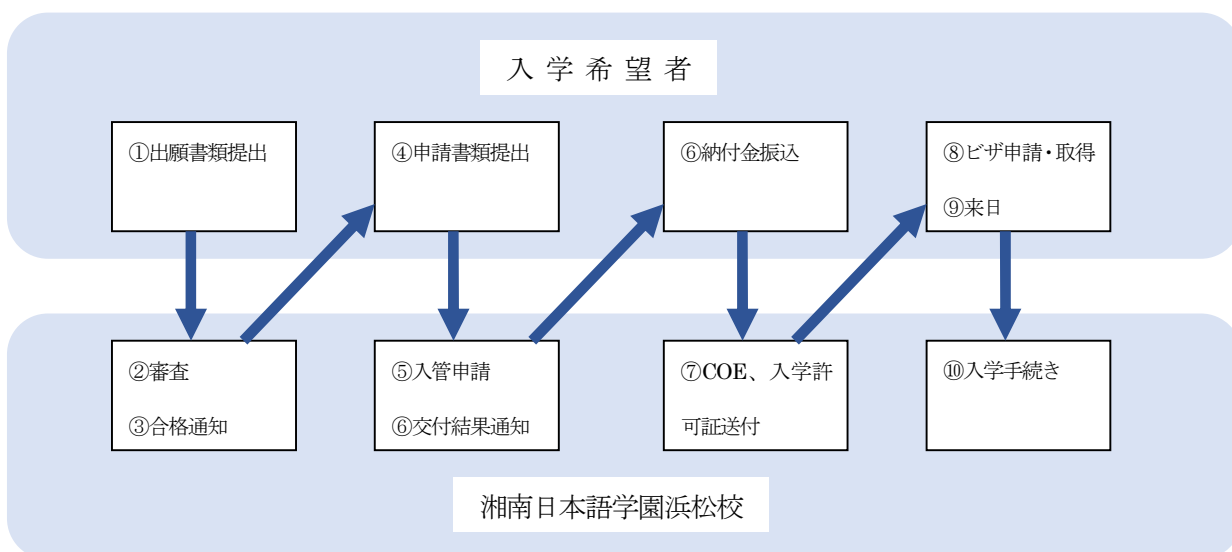 入学希望者
①出願書類提出
④申請書類提出
⑥納付金振込
⑧ビザ申請・取得
⑨来日
②審査
③合格通知
⑤入管申請
⑥交付結果通知
⑦COE、入学許
可証送付
⑩入学手続き
湘南日本語学園浜松校